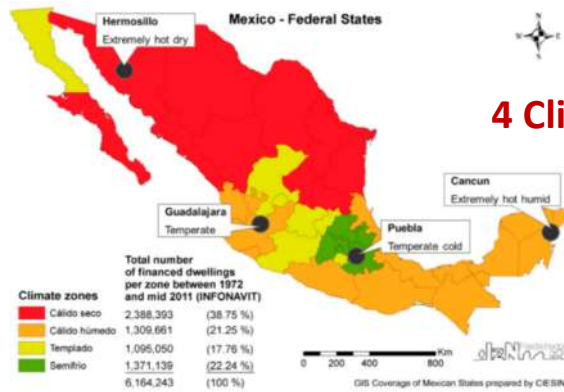 Mexico - Federal States
N
W
E
S
Hermosillo
Extremely hot dry
4 Cli
Cancun
Extremely hot humid
Guadalajara
Temperate
Puebla
Temperate cold
Total number
of financed dwellings
per zone between 1972
and mid 2011 (INFONAVIT)
Climate zones
Cálido seco 2,388,393 (38.75 %)
Cálido húmedo 1,309,661 (21.25 %)
Templado 1,095,050 (17.76 %)
Semifrio 1,371,139 (22.24 %)
6,164,243 (100 %)
0 200 400 800 Km
GIS Coverage of Mexican States prepared by CIESIN